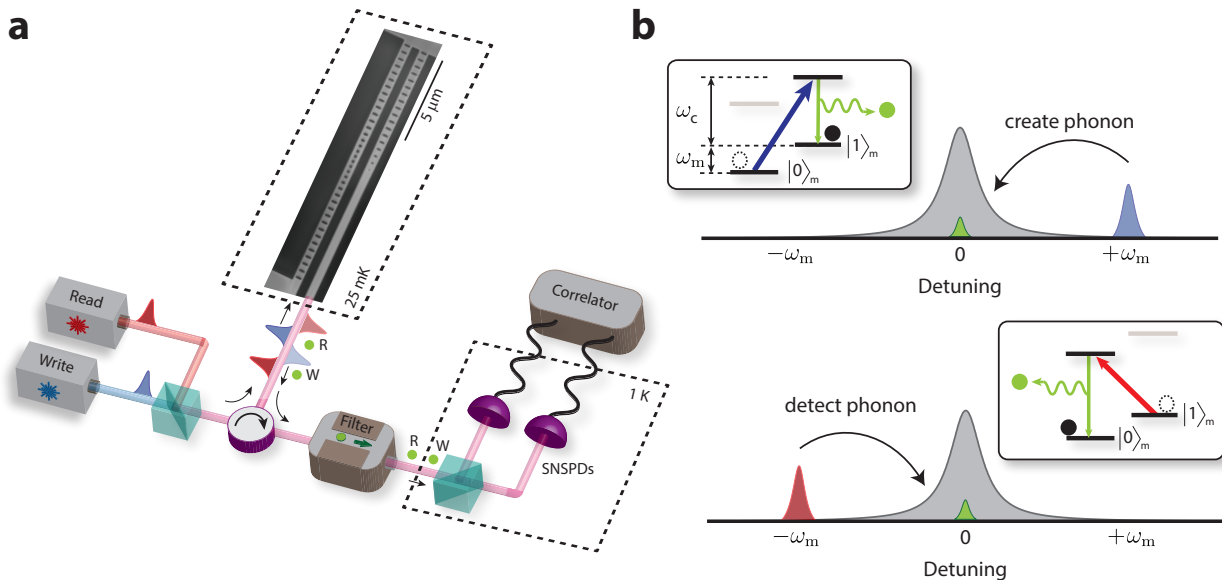 a
5 μm
25 mK
Read
Write
R
W
Filter
R
W
Correlator
1 K
SNSPDs
b
ω_c
ω_m
|0⟩_m
|1⟩_m
create phonon
−ω_m
0
+ω_m
Detuning
detect phonon
|1⟩_m
|0⟩_m
−ω_m
0
+ω_m
Detuning